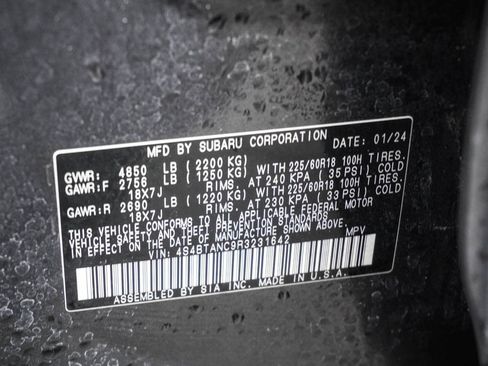 MFD BY SUBARU CORPORATION DATE: 01/24
GVWR: 4850 LB (2200 KG)
GAWR:F 2756 LB (1250 KG) WITH 225/60R18 100H TIRES.
18X7J RIMS. AT 240 KPA (35 PSI) COLD
GAWR:R 2690 LB (1220 KG) WITH 225/60R18 100H TIRES.
18X7J RIMS. AT 230 KPA (33 PSI) COLD
THIS VEHICLE CONFORMS TO ALL APPLICABLE FEDERAL MOTOR
VEHICLE SAFETY BUMPER AND THEFT PREVENTION STANDARDS
IN EFFECT ON THE DATE OF MANUFACTURE SHOWN ABOVE.
VIN: 4S4BTANC9R3231642 MPV
ASSEMBLED BY SIA INC. MADE IN U.S.A.